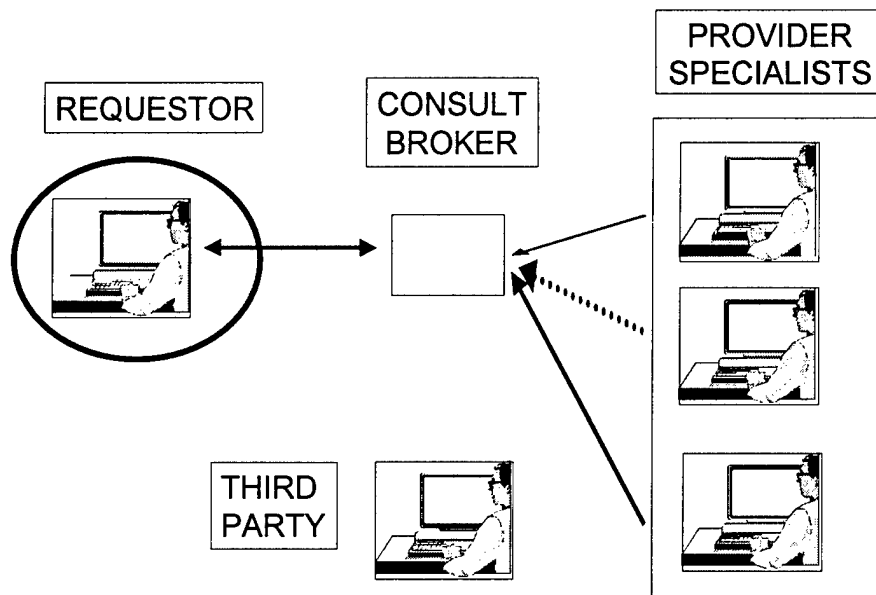 REQUESTOR
CONSULT
BROKER
PROVIDER
SPECIALISTS
THIRD
PARTY